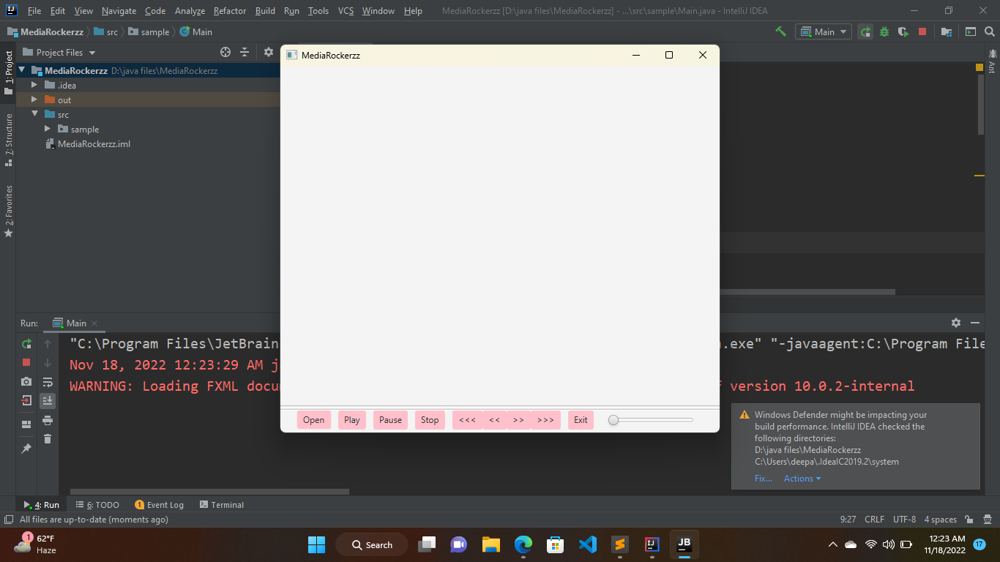 File Edit View Navigate Code Analyze Refactor Build Run Tools VCS Window Help MediaRockerzz [D:\java files\MediaRockerzz] - ...\src\sample\Main.java - IntelliJ IDEA
MediaRockerzz src sample Main
Main
1: Project
7: Structure
2: Favorites
Project Files
MediaRockerzz D:\java files\MediaRockerzz
.idea
out
src
sample
MediaRockerzz.iml
MediaRockerzz
Open Play Pause Stop <<< << >> >>> Exit
Ant
Run: Main
"C:\Program Files\JetBrain .exe" "-javaagent:C:\Program File
Nov 18, 2022 12:23:29 AM j
WARNING: Loading FXML docu version 10.0.2-internal
Windows Defender might be impacting your
build performance. IntelliJ IDEA checked the
following directories:
D:\java files\MediaRockerzz
C:\Users\deepa\.IdeaIC2019.2\system
Fix... Actions
4: Run 6: TODO 1 Event Log Terminal
All files are up-to-date (moments ago) 9:27 CRLF UTF-8 4 spaces
1 62°F
Haze
Search
JB
12:23 AM
11/18/2022
17